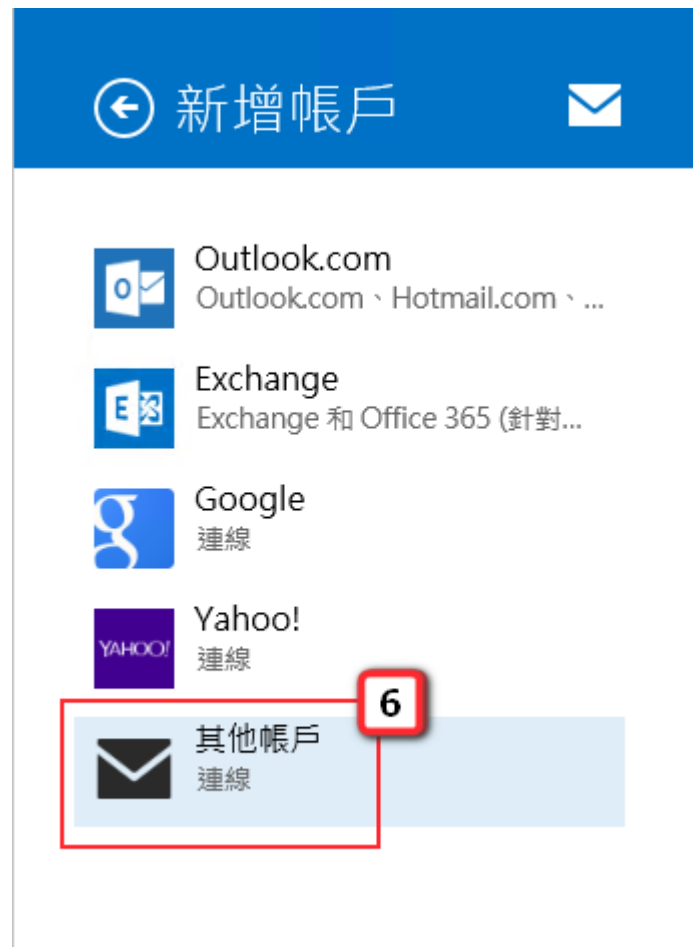 新增帳戶
Outlook.com
Outlook.com、Hotmail.com、...
Exchange
Exchange 和 Office 365 (針對...
Google
連線
YAHOO!
Yahoo!
連線
6
其他帳戶
連線